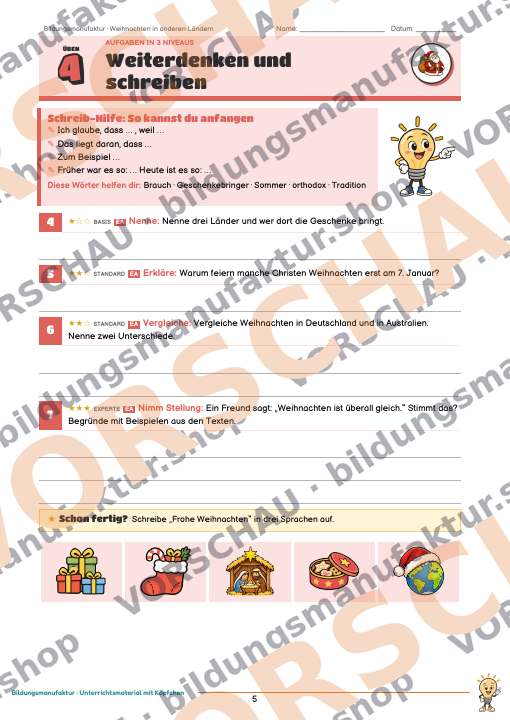 Bildungsmanufaktur · Weihnachten in anderen Ländern Name: Datum:
ÜBEN
4
AUFGABEN IN 3 NIVEAUS
Weiterdenken und
schreiben
Schreib-Hilfe: So kannst du anfangen
Ich glaube, dass ... , weil ...
Das liegt daran, dass ...
Zum Beispiel ...
Früher war es so: ... Heute ist es so: ...
Diese Wörter helfen dir: Brauch · Geschenkebringer · Sommer · orthodox · Tradition
4 ★☆☆ BASIS EA Nenne: Nenne drei Länder und wer dort die Geschenke bringt.
5 ★★☆ STANDARD EA Erkläre: Warum feiern manche Christen Weihnachten erst am 7. Januar?
6 ★★☆ STANDARD EA Vergleiche: Vergleiche Weihnachten in Deutschland und in Australien.
Nenne zwei Unterschiede.
★★★ EXPERTE EA Nimm Stellung: Ein Freund sagt: „Weihnachten ist überall gleich." Stimmt das?
Begründe mit Beispielen aus den Texten.
★ Schon fertig? Schreibe „Frohe Weihnachten" in drei Sprachen auf.
Bildungsmanufaktur · Unterrichtsmaterial mit Köpfchen
5
VORSCHAU · bildungsmanufaktur.shop
VORSCHAU